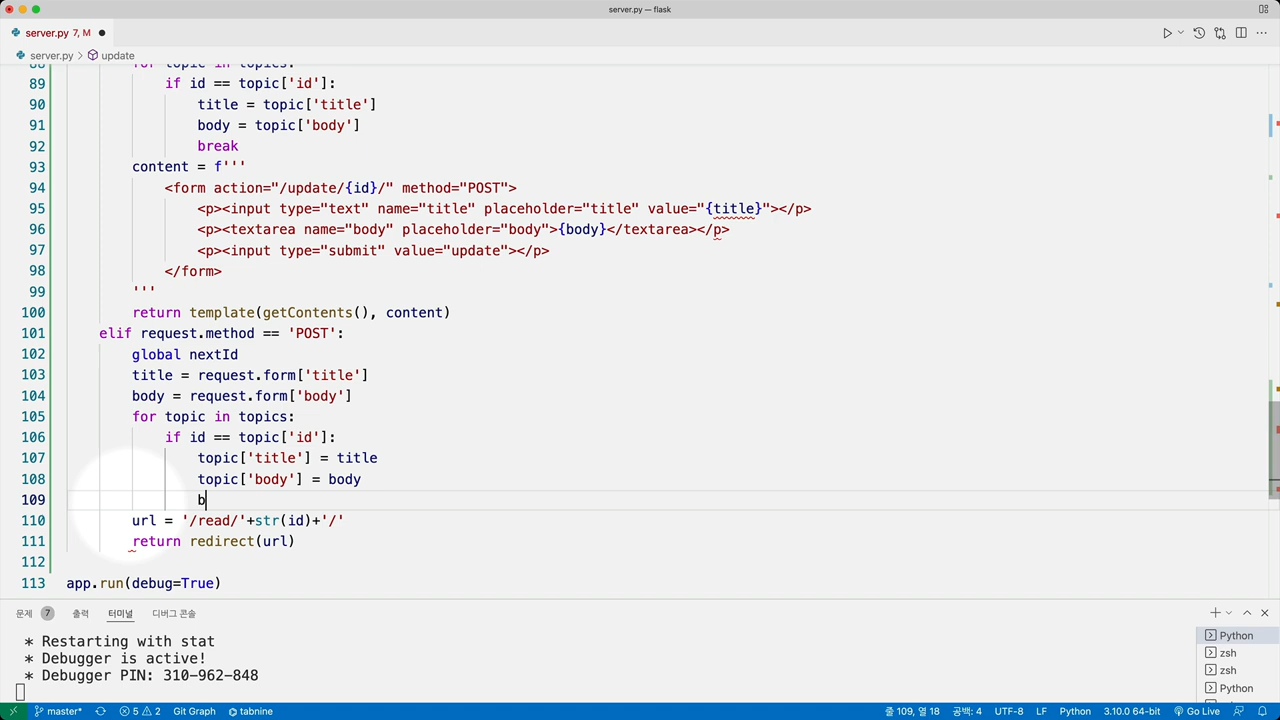 server.py — flask
server.py 7, M
server.py > update
88 for topic in topics:
89 if id == topic['id']:
90 title = topic['title']
91 body = topic['body']
92 break
93 content = f'''
94 <form action="/update/{id}/" method="POST">
95 <p><input type="text" name="title" placeholder="title" value="{title}"></p>
96 <p><textarea name="body" placeholder="body">{body}</textarea></p>
97 <p><input type="submit" value="update"></p>
98 </form>
99 '''
100 return template(getContents(), content)
101 elif request.method == 'POST':
102 global nextId
103 title = request.form['title']
104 body = request.form['body']
105 for topic in topics:
106 if id == topic['id']:
107 topic['title'] = title
108 topic['body'] = body
109 b
110 url = '/read/'+str(id)+'/'
111 return redirect(url)
112
113 app.run(debug=True)
문제 7 출력 터미널 디버그 콘솔
* Restarting with stat
* Debugger is active!
* Debugger PIN: 310-962-848
Python
zsh
zsh
Python
master* 5 2 Git Graph tabnine 줄 109, 열 18 공백: 4 UTF-8 LF Python 3.10.0 64-bit Go Live